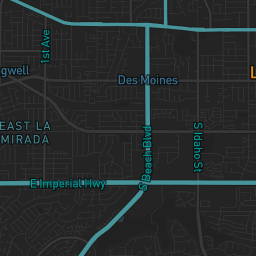 1st Ave
gwell
Des Moines
L
EAST LA
MIRADA
S Beach Blvd
S Idaho St
E Imperial Hwy